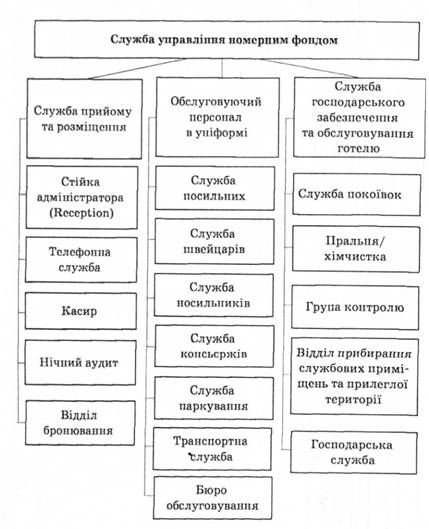 Служба управління номерним фондом
Служба прийому
та розміщення
Стійка
адміністратора
(Reception)
Телефонна
служба
Касир
Нічний аудит
Відділ
бронювання
Обслуговуючий
персонал
в уніформі
Служба
посильних
Служба
швейцарів
Служба
носильників
Служба
консьєржів
Служба
паркування
Транспортна
служба
Бюро
обслуговування
Служба
господарського
забезпечення
та обслуговування
готелю
Служба покоївок
Пральня/
хімчистка
Група контролю
Відділ прибирання
службових примі-
щень та прилеглої
території
Господарська
служба